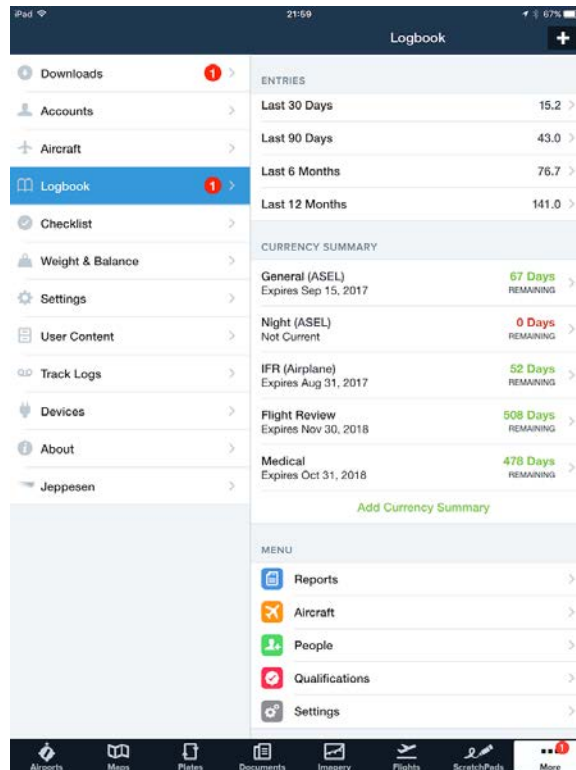 iPad 21:59 67%
Logbook +
Downloads 1
Accounts
Aircraft
Logbook 1
Checklist
Weight & Balance
Settings
User Content
Track Logs
Devices
About
Jeppesen
ENTRIES
Last 30 Days 15.2
Last 90 Days 43.0
Last 6 Months 76.7
Last 12 Months 141.0
CURRENCY SUMMARY
General (ASEL) 67 Days
Expires Sep 15, 2017 REMAINING
Night (ASEL) 0 Days
Not Current REMAINING
IFR (Airplane) 52 Days
Expires Aug 31, 2017 REMAINING
Flight Review 508 Days
Expires Nov 30, 2018 REMAINING
Medical 478 Days
Expires Oct 31, 2018 REMAINING
Add Currency Summary
MENU
Reports
Aircraft
People
Qualifications
Settings
Airports Maps Plates Documents Imagery Flights ScratchPads More 1